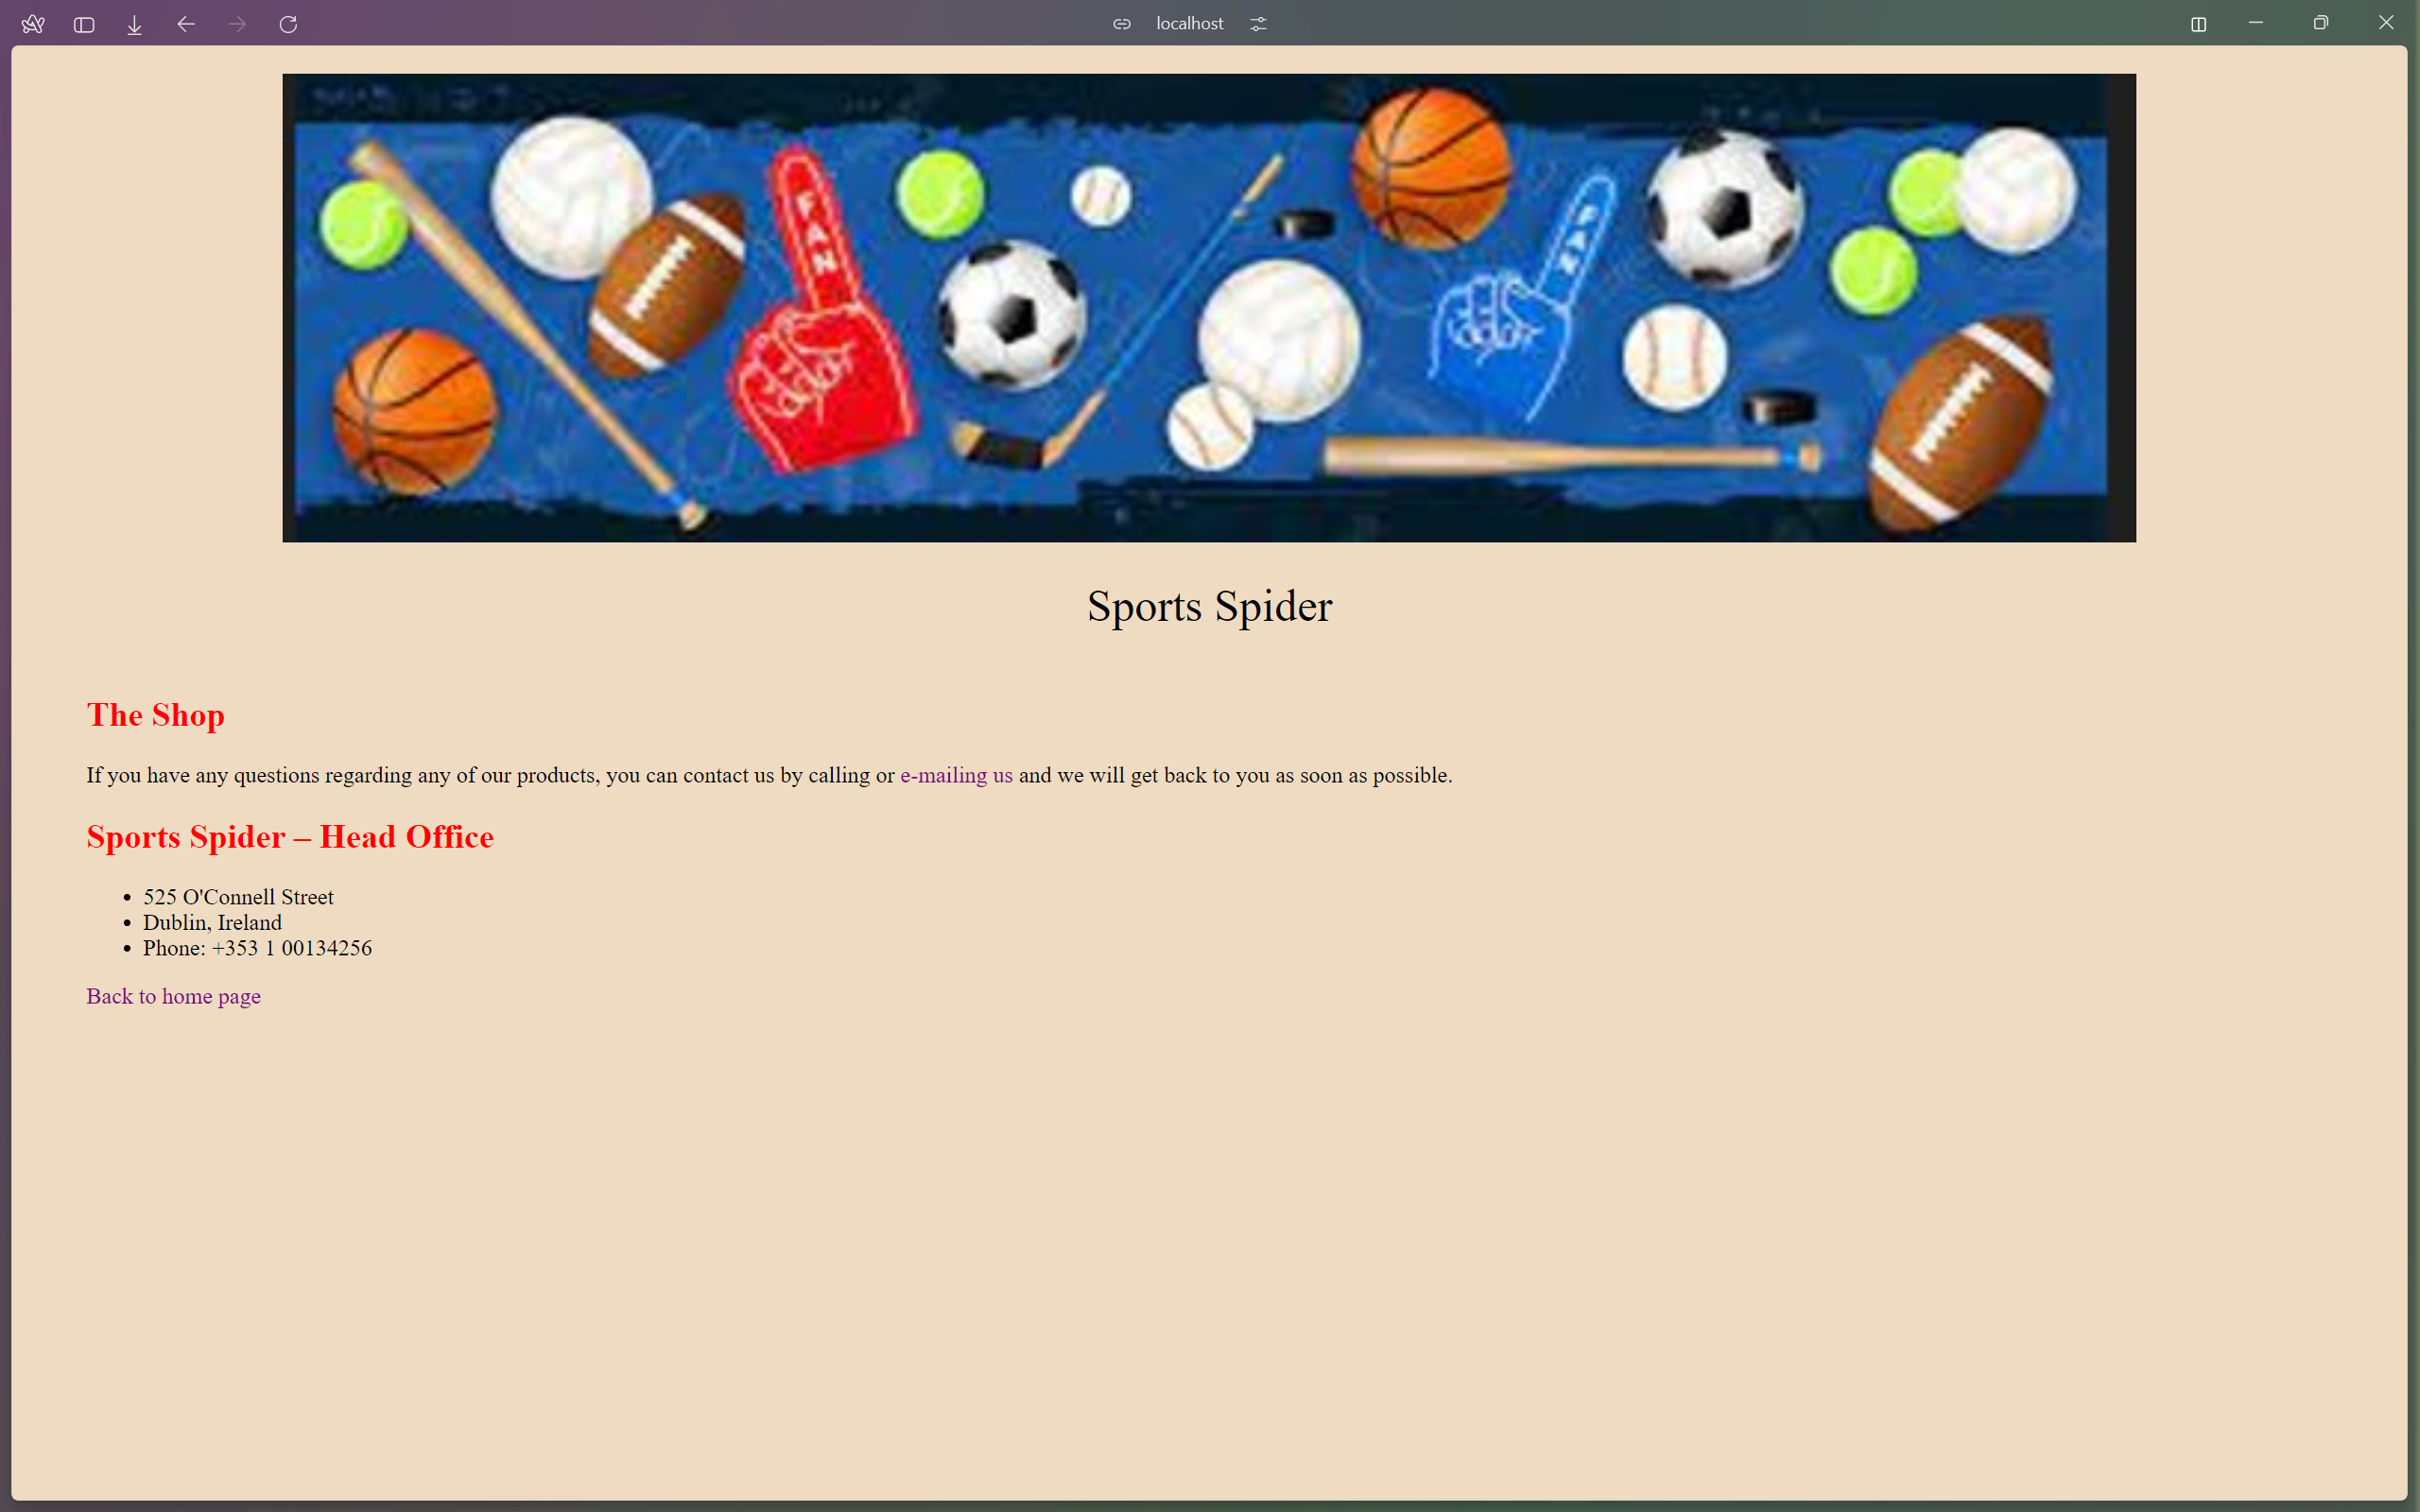 localhost
FAN
FAN
Sports Spider
The Shop
If you have any questions regarding any of our products, you can contact us by calling or e-mailing us and we will get back to you as soon as possible.
Sports Spider – Head Office
525 O'Connell Street
Dublin, Ireland
Phone: +353 1 00134256
Back to home page